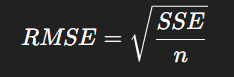 RMSE = √(SSE/n)